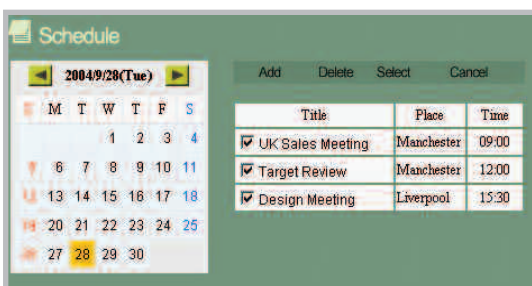 Schedule
2004/9/28(Tue)
M T W T F S
1 2 3 4
6 7 8 9 10 11
13 14 15 16 17 18
20 21 22 23 24 25
27 28 29 30
Add Delete Select Cancel
Title Place Time
UK Sales Meeting Manchester 09:00
Target Review Manchester 12:00
Design Meeting Liverpool 15:30